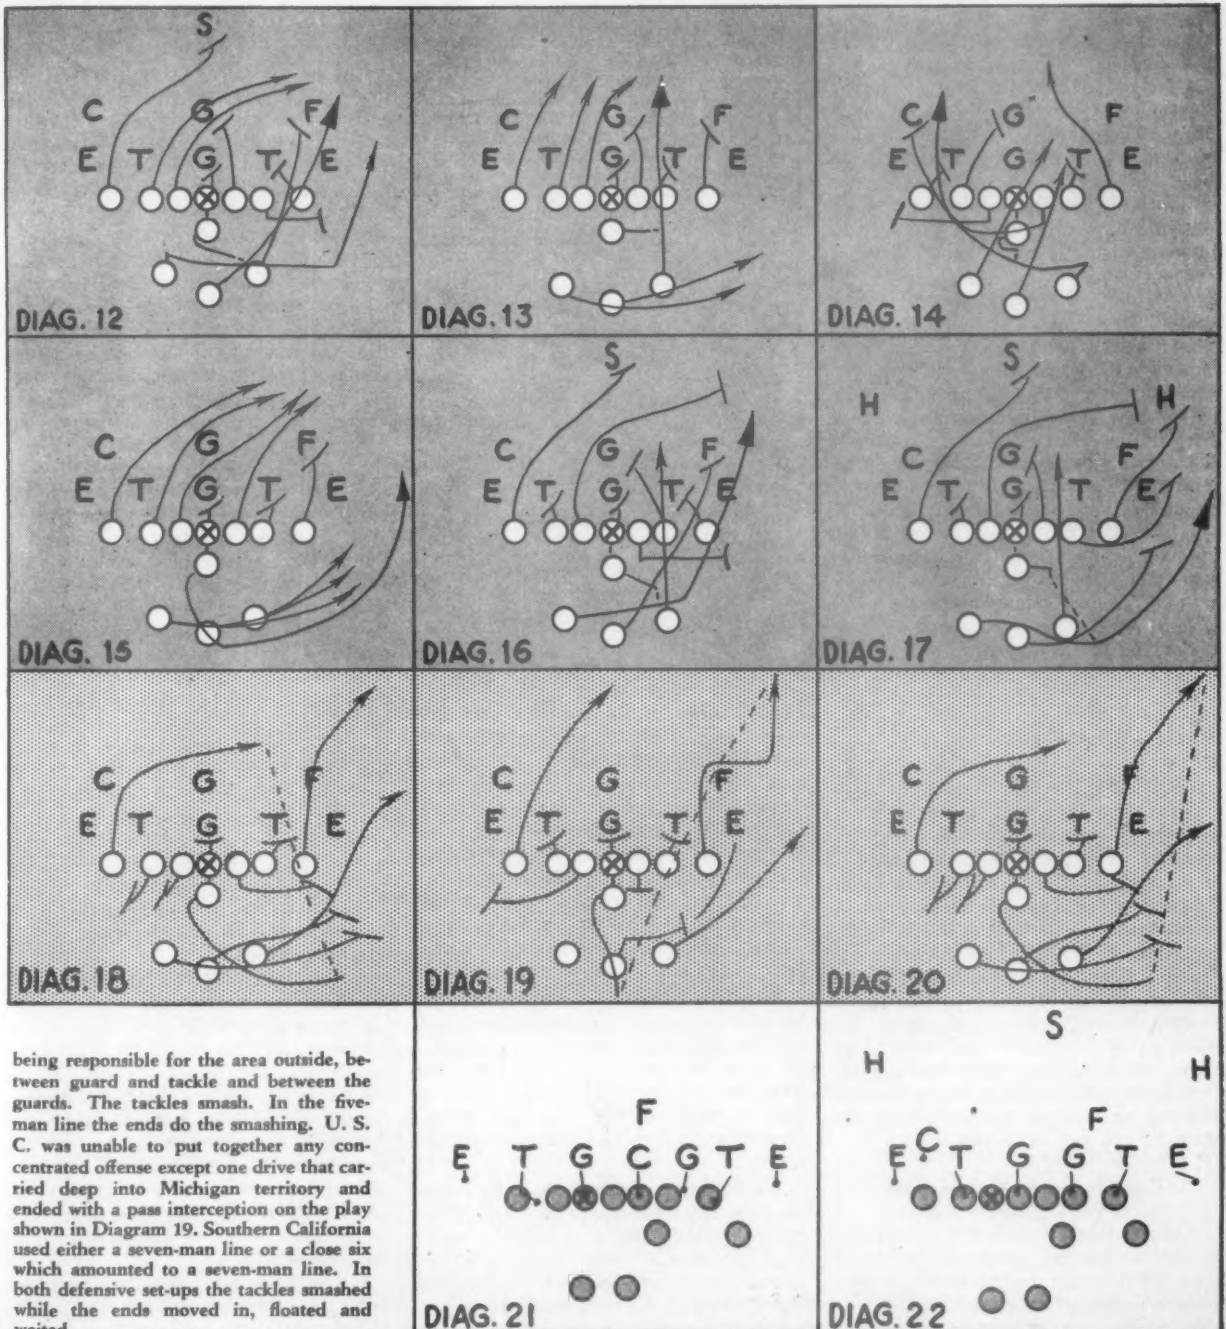 S
C G F
E T G T E
DIAG. 12
C G F
E T G T E
DIAG. 13
C G F
E T G T E
DIAG. 14
C G F
E T G T E
DIAG. 15
S
C G F
E T G T E
DIAG. 16
S
H H
C G F
E T G T E
DIAG. 17
C G F
E T G T E
DIAG. 18
G F
E T G T E
DIAG. 19
C G F
E T G T E
DIAG. 20
being responsible for the area outside, be-
tween guard and tackle and between the
guards. The tackles smash. In the five-
man line the ends do the smashing. U. S.
C. was unable to put together any con-
centrated offense except one drive that car-
ried deep into Michigan territory and
ended with a pass interception on the play
shown in Diagram 19. Southern California
used either a seven-man line or a close six
which amounted to a seven-man line. In
both defensive set-ups the tackles smashed
while the ends moved in, floated and
waited
F
E T G C G T E
DIAG. 21
S
H H
C F
E T G G T E
DIAG. 22